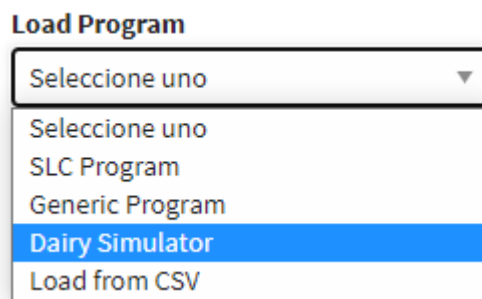 Load Program
Seleccione uno
Seleccione uno
SLC Program
Generic Program
Dairy Simulator
Load from CSV